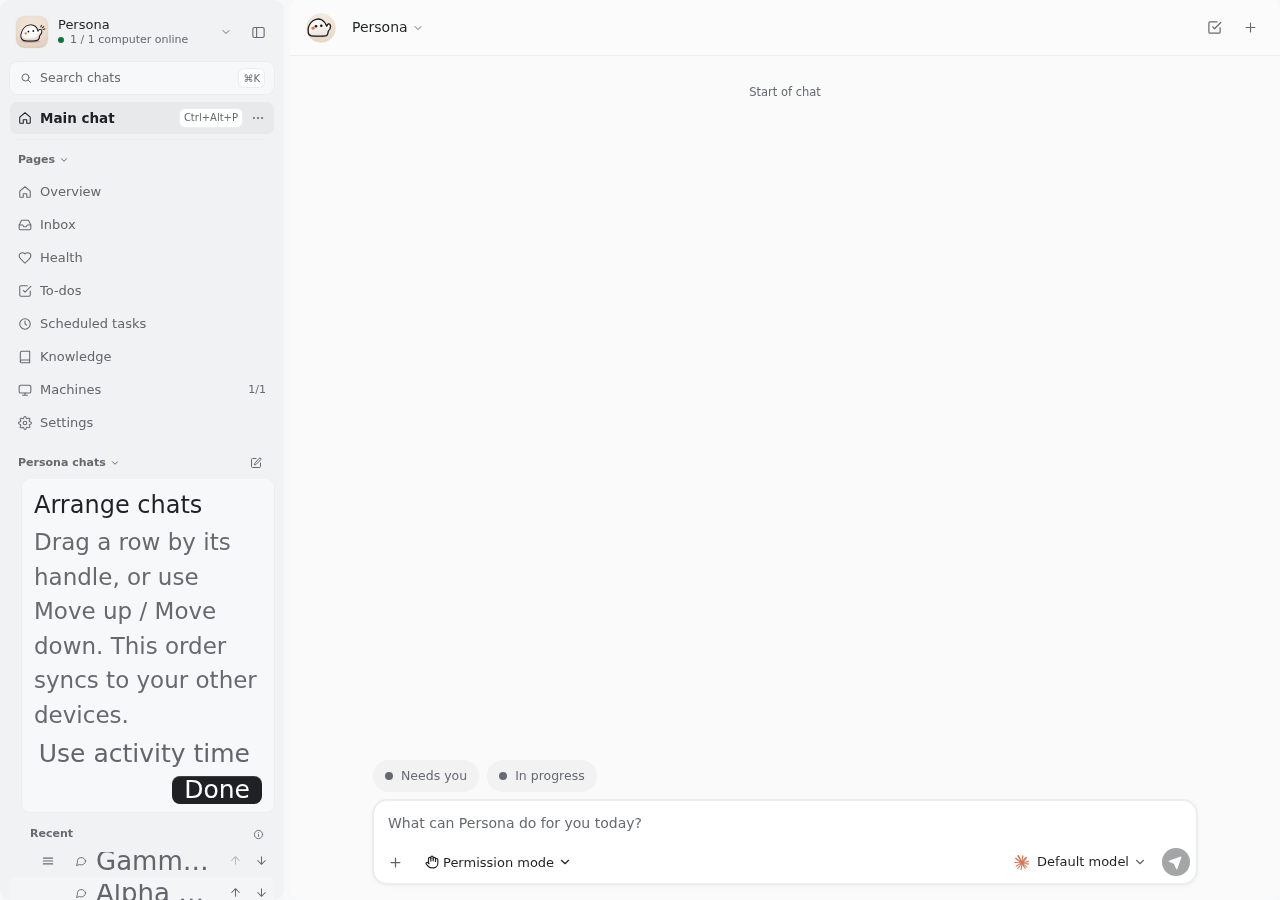 Persona
1 / 1 computer online
Search chats
⌘K
Main chat
Ctrl+Alt+P
Pages
Overview
Inbox
Health
To-dos
Scheduled tasks
Knowledge
Machines
1/1
Settings
Persona chats
Arrange chats
Drag a row by its
handle, or use
Move up / Move
down. This order
syncs to your other
devices.
Use activity time
Done
Recent
Gamm...
Alpha ...
Persona
Start of chat
Needs you
In progress
What can Persona do for you today?
Permission mode
Default model